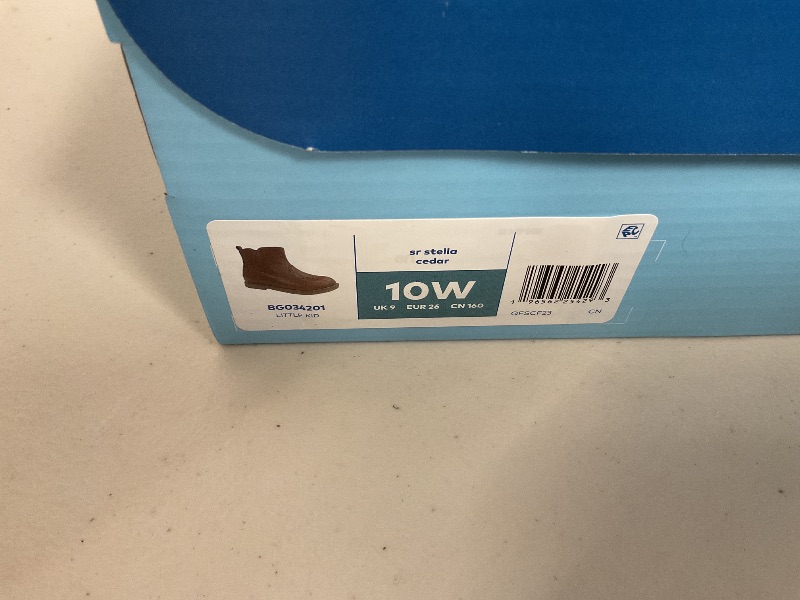 BG034201
LITTLE KID
sr stella
cedar
10W
UK 9 EUR 26 CN 160
CN